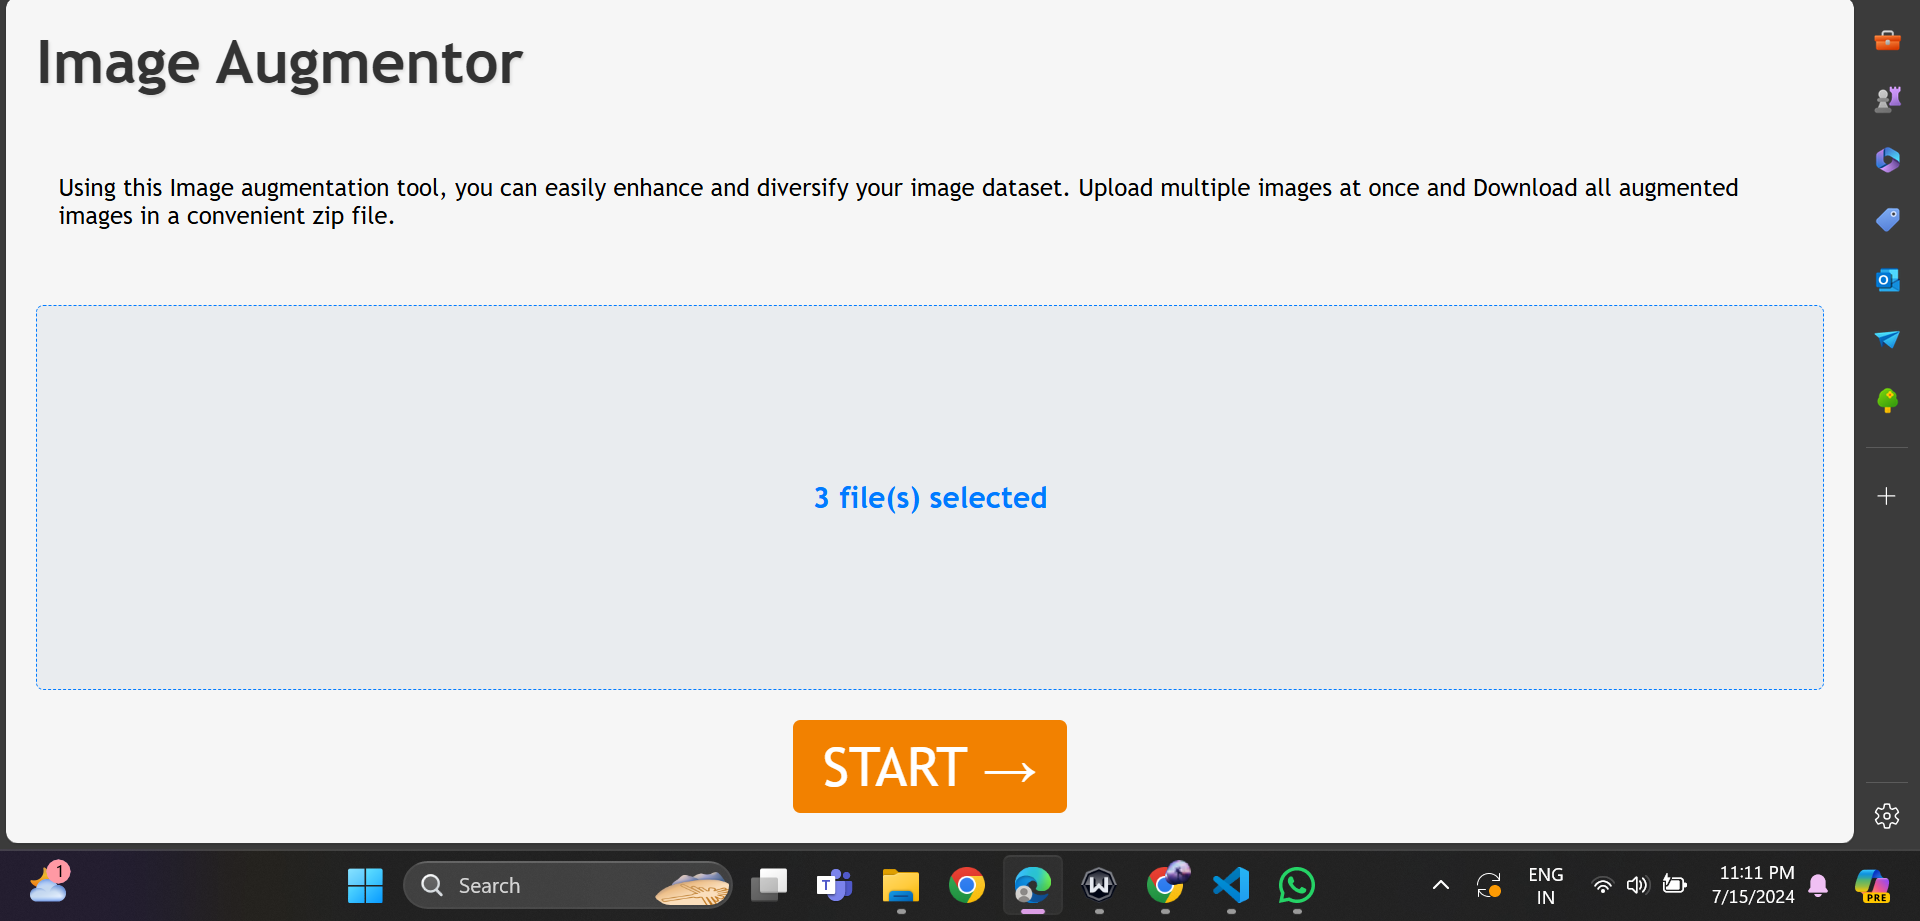 Image Augmentor
Using this Image augmentation tool, you can easily enhance and diversify your image dataset. Upload multiple images at once and Download all augmented
images in a convenient zip file.
3 file(s) selected
START →
1
Search
T
W
ENG
IN
11:11 PM
7/15/2024
PRE
O